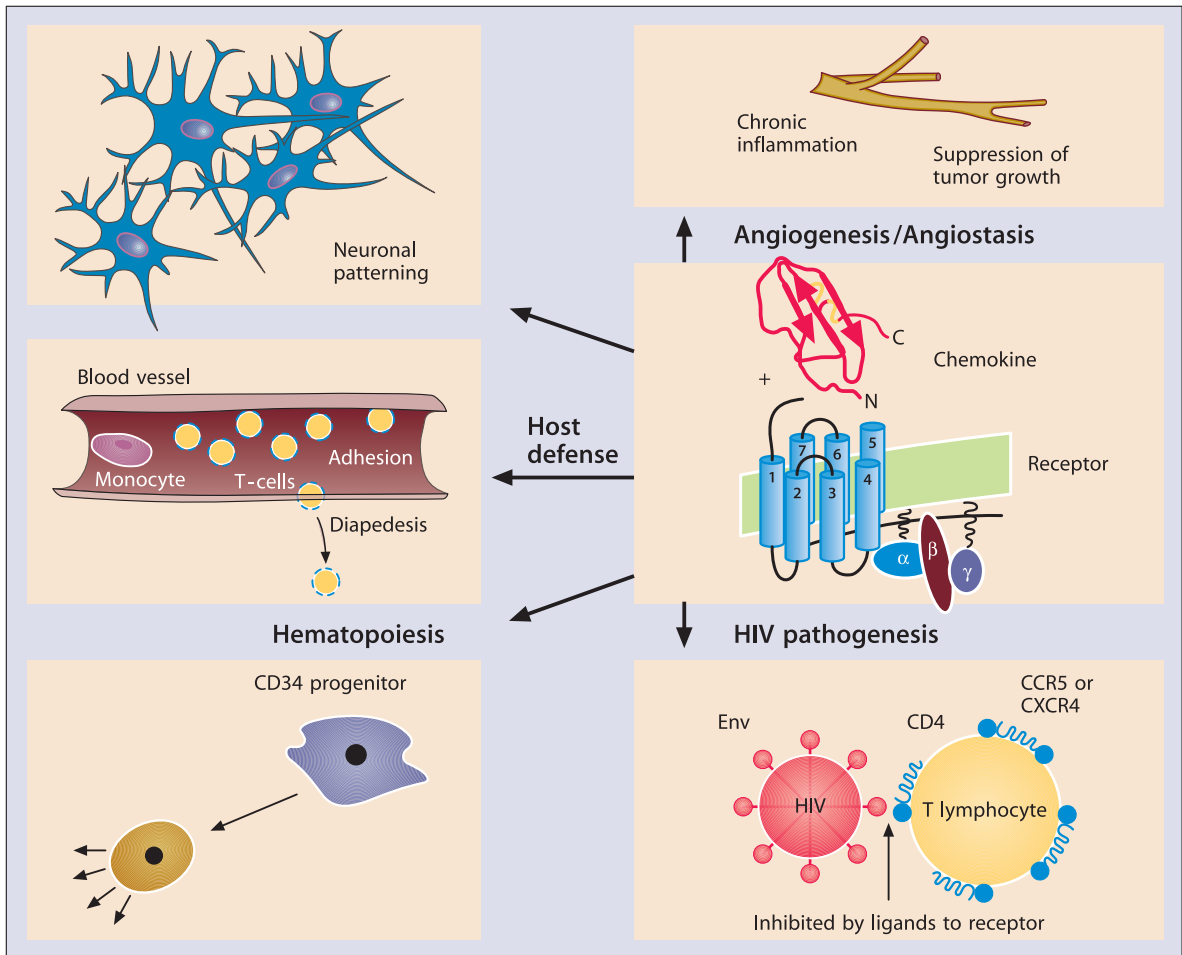 Neuronal
patterning
Chronic
inflammation
Suppression of
tumor growth
Angiogenesis/Angiostasis
C
Chemokine
+
N
Blood vessel
Monocyte
T-cells
Adhesion
Diapedesis
Host
defense
7
6
5
1
2
3
4
Receptor
α
β
γ
Hematopoiesis
HIV pathogenesis
CD34 progenitor
Env
CD4
CCR5 or
CXCR4
HIV
T lymphocyte
Inhibited by ligands to receptor